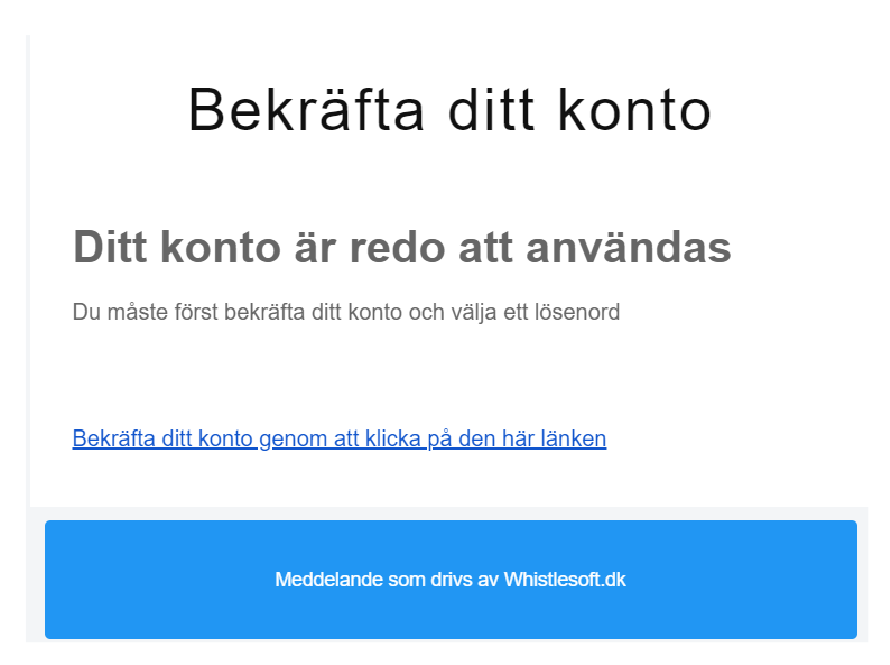 Bekräfta ditt konto
Ditt konto är redo att användas
Du måste först bekräfta ditt konto och välja ett lösenord
Bekräfta ditt konto genom att klicka på den här länken
Meddelande som drivs av Whistlesoft.dk